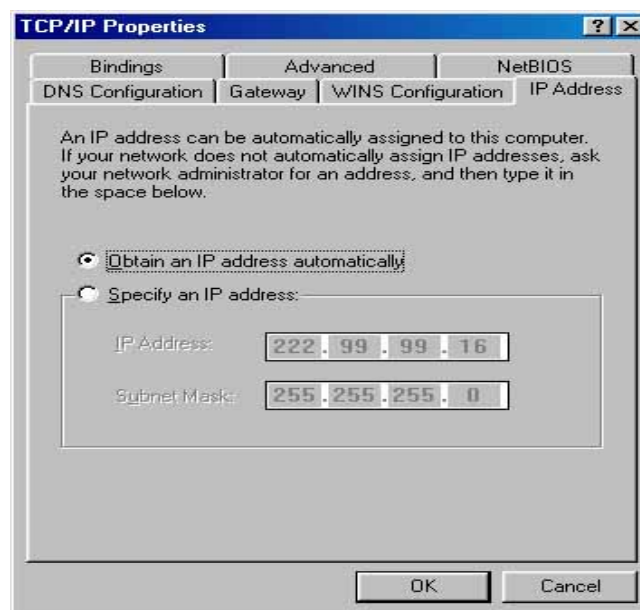 TCP/IP Properties
Bindings
Advanced
NetBIOS
DNS Configuration
Gateway
WINS Configuration
IP Address
An IP address can be automatically assigned to this computer.
If your network does not automatically assign IP addresses, ask
your network administrator for an address, and then type it in
the space below.
Obtain an IP address automatically
Specify an IP address:
IP Address: 222 . 99 . 99 . 16
Subnet Mask: 255 . 255 . 255 . 0
OK
Cancel